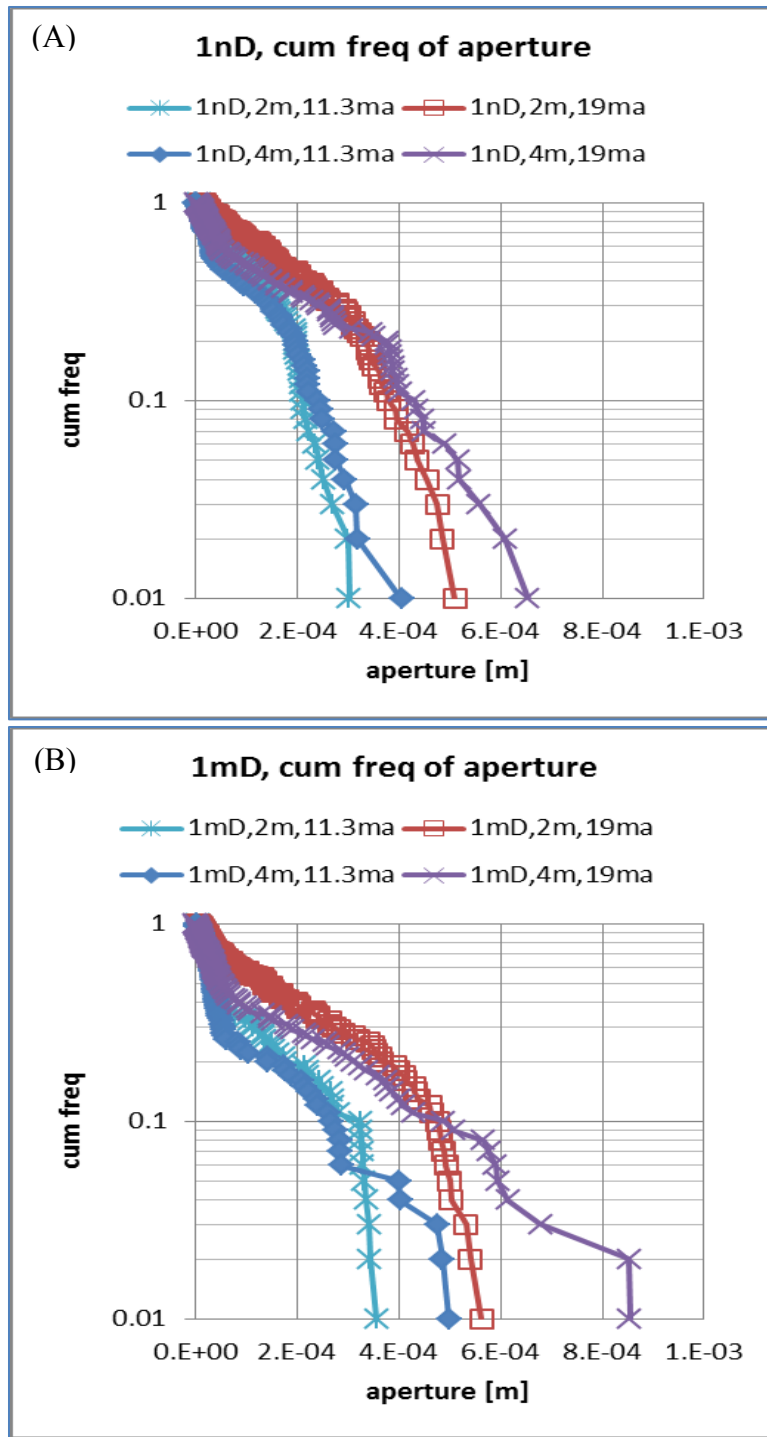 (A)
1nD, cum freq of aperture
1nD,2m,11.3ma 1nD,2m,19ma
1nD,4m,11.3ma 1nD,4m,19ma
1
0.1
0.01
cum freq
0.E+00 2.E-04 4.E-04 6.E-04 8.E-04 1.E-03
aperture [m]
(B)
1mD, cum freq of aperture
1mD,2m,11.3ma 1mD,2m,19ma
1mD,4m,11.3ma 1mD,4m,19ma
1
0.1
0.01
cum freq
0.E+00 2.E-04 4.E-04 6.E-04 8.E-04 1.E-03
aperture [m]